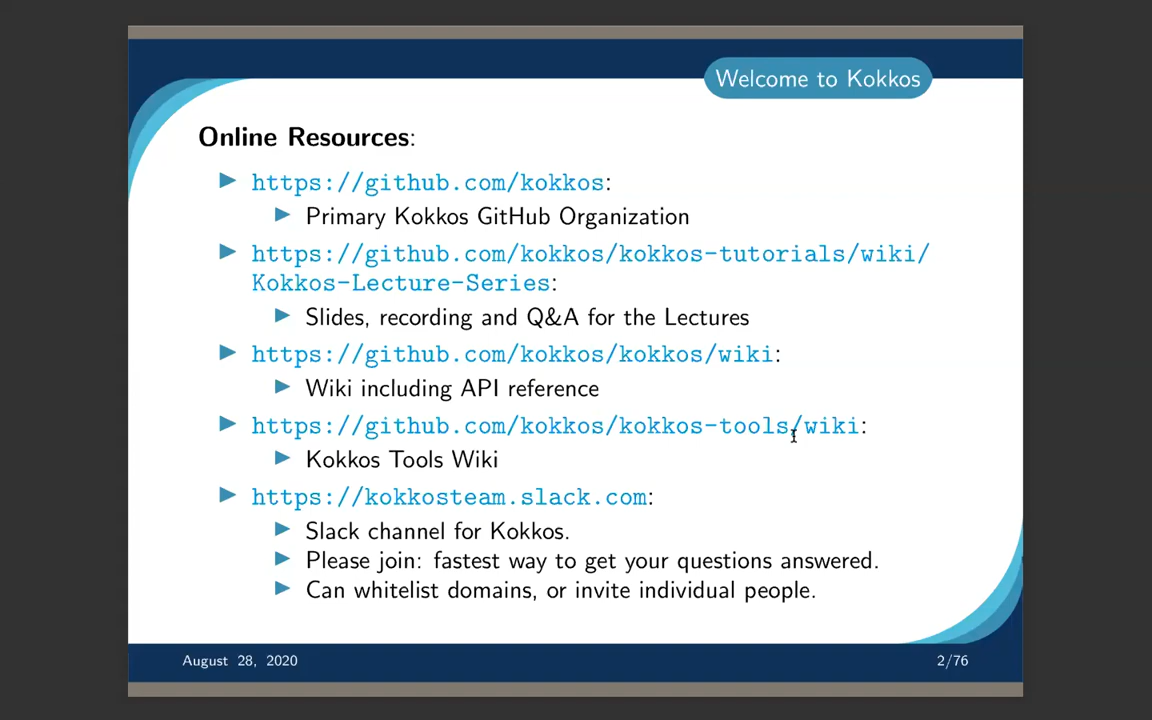 Welcome to Kokkos
Online Resources:
https://github.com/kokkos:
Primary Kokkos GitHub Organization
https://github.com/kokkos/kokkos-tutorials/wiki/
Kokkos-Lecture-Series:
Slides, recording and Q&A for the Lectures
https://github.com/kokkos/kokkos/wiki:
Wiki including API reference
https://github.com/kokkos/kokkos-tools/wiki:
Kokkos Tools Wiki
https://kokkosteam.slack.com:
Slack channel for Kokkos.
Please join: fastest way to get your questions answered.
Can whitelist domains, or invite individual people.
August 28, 2020
2/76